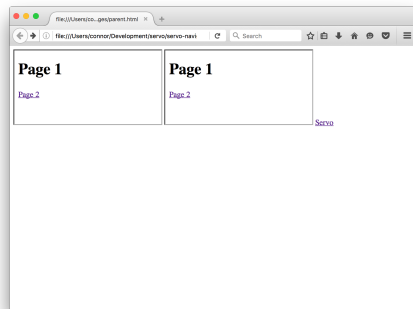 file:///Users/co...ges/parent.html
file:///Users/connor/Development/servo/servo-navi
Search
Page 1
Page 2
Page 1
Page 2
Servo